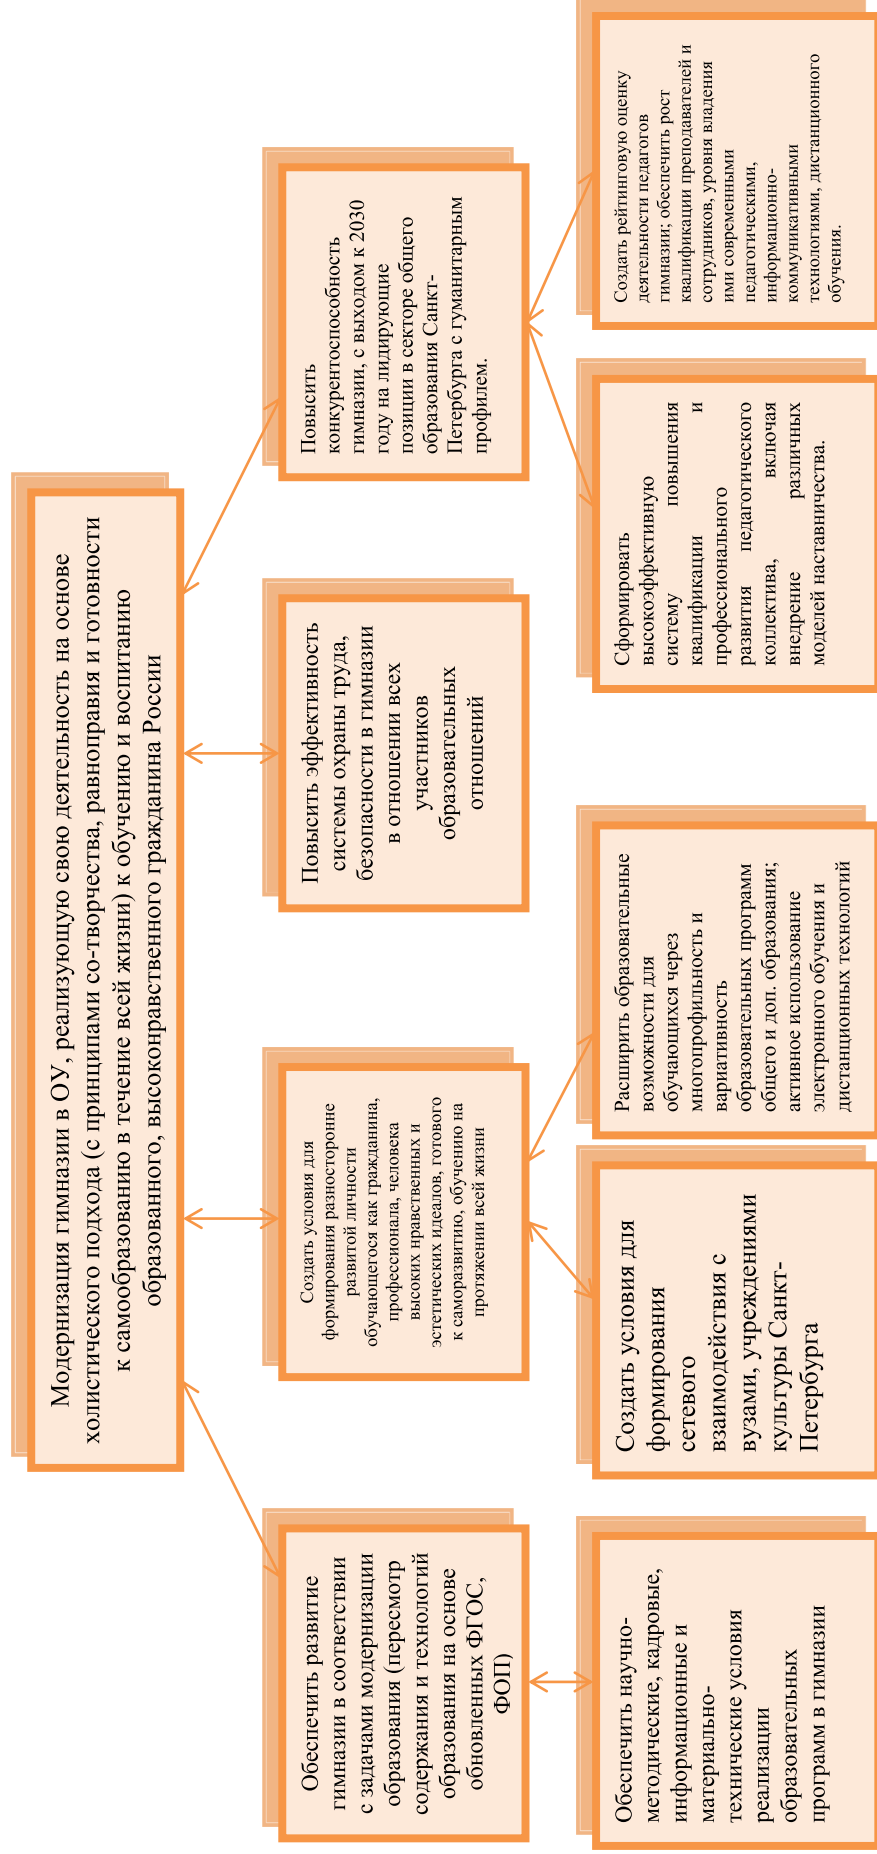 Модернизация гимназии в ОУ, реализующую свою деятельность на основе
холистического подхода (с принципами со-творчества, равноправия и готовности
к самообразованию в течение всей жизни) к обучению и воспитанию
образованного, высоконравственного гражданина России
Обеспечить развитие
гимназии в соответствии
с задачами модернизации
образования (пересмотр
содержания и технологий
образования на основе
обновленных ФГОС,
ФОП)
Создать условия для
формирования разносторонне
развитой личности
обучающегося как гражданина,
профессионала, человека
высоких нравственных и
эстетических идеалов, готового
к саморазвитию, обучению на
протяжении всей жизни
Повысить эффективность
системы охраны труда,
безопасности в гимназии
в отношении всех
участников
образовательных
отношений
Повысить
конкурентоспособность
гимназии, с выходом к 2030
году на лидирующие
позиции в секторе общего
образования Санкт-
Петербурга с гуманитарным
профилем.
Обеспечить научно-
методические, кадровые,
информационные и
материально-
технические условия
реализации
образовательных
программ в гимназии
Создать условия для
формирования
сетевого
взаимодействия с
вузами, учреждениями
культуры Санкт-
Петербурга
Расширить образовательные
возможности для
обучающихся через
многопрофильность и
вариативность
образовательных программ
общего и доп. образования;
активное использование
электронного обучения и
дистанционных технологий
Сформировать
высокоэффективную
систему повышения
квалификации и
профессионального
развития педагогического
коллектива, включая
внедрение различных
моделей наставничества.
Создать рейтинговую оценку
деятельности педагогов
гимназии; обеспечить рост
квалификации преподавателей и
сотрудников, уровня владения
ими современными
педагогическими,
информационно-
коммуникативными
технологиями, дистанционного
обучения.